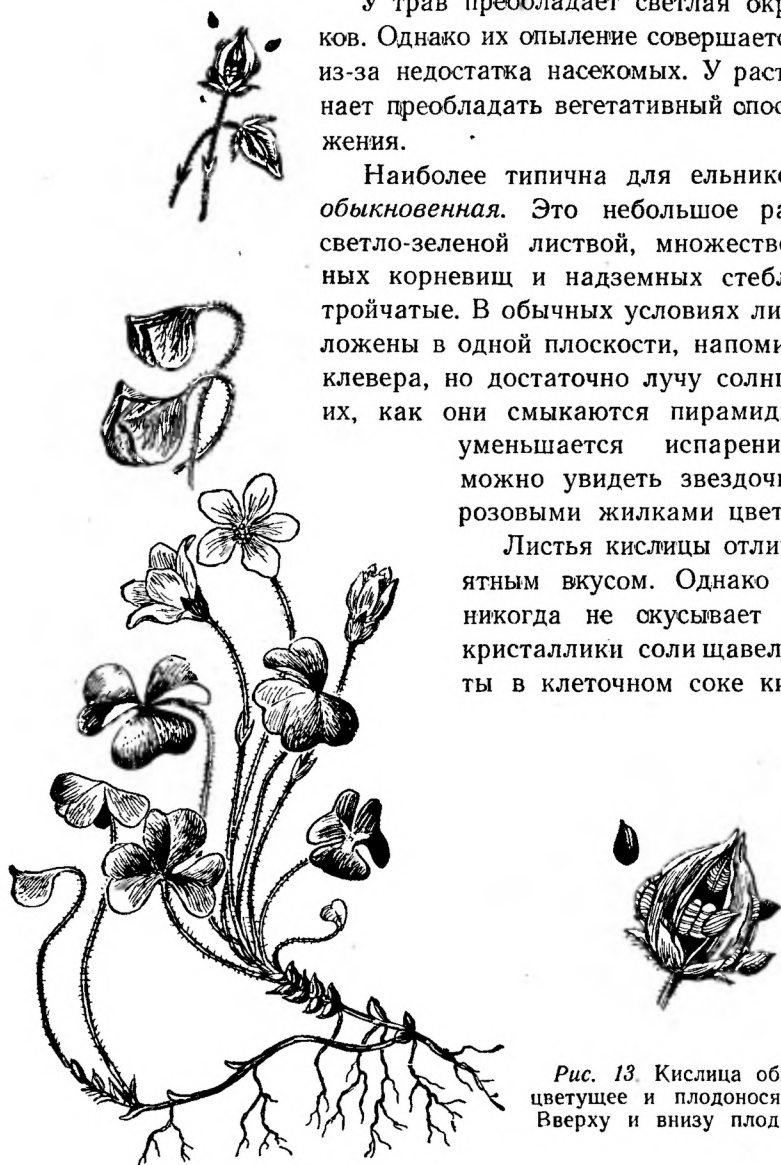 У трав преобладает светлая окр
ков. Однако их опыление совершаетс
из-за недостатка насекомых. У раст
нает преобладать вегетативный спос
жения.
Наиболее типична для ельнико
обыкновенная. Это небольшое ра
светло-зеленой листвой, множество
ных корневищ и надземных стебл
тройчатые. В обычных условиях ли
ложены в одной плоскости, напоми
клевера, но достаточно лучу солнц
их, как они смыкаются пирамид
уменьшается испарени
можно увидеть звездочк
розовыми жилками цвет
Листья кислицы отли
ятным вкусом. Однако
никогда не скусывает
кристаллики соли щавел
ты в клеточном соке ки
Рис. 13. Кислица об
цветущее и плодонося
Вверху и внизу плод